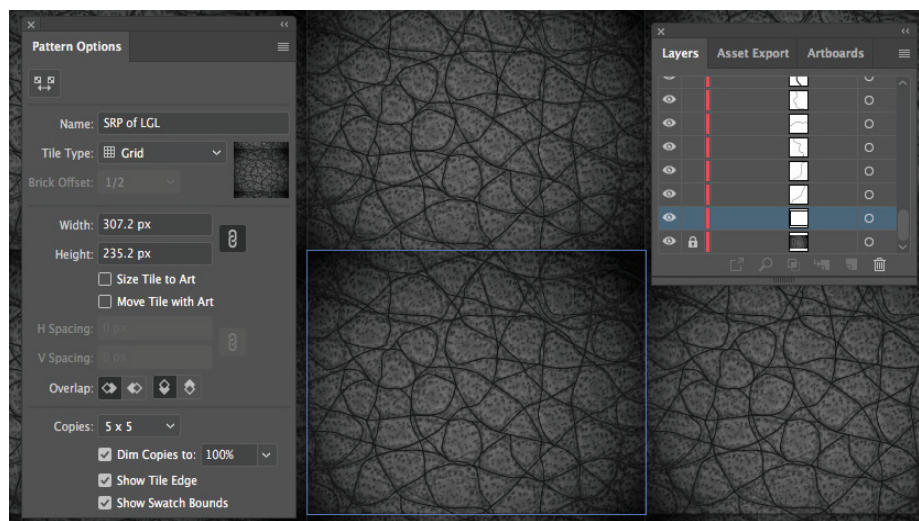 Pattern Options
Name: SRP of LGL
Tile Type: Grid
Brick Offset: 1/2
Width: 307.2 px
Height: 235.2 px
Size Tile to Art
Move Tile with Art
H Spacing: 0 px
V Spacing: 0 px
Overlap:
Copies: 5 x 5
Dim Copies to: 100%
Show Tile Edge
Show Swatch Bounds
Layers Asset Export Artboards